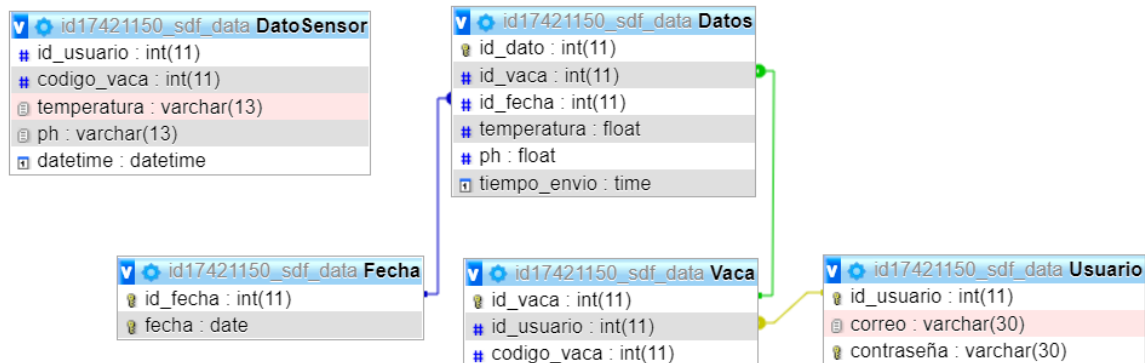 id17421150_sdf_data DatoSensor
id_usuario : int(11)
codigo_vaca : int(11)
temperatura : varchar(13)
ph : varchar(13)
datetime : datetime
id17421150_sdf_data Datos
id_dato : int(11)
id_vaca : int(11)
id_fecha : int(11)
temperatura : float
ph : float
tiempo_envio : time
id17421150_sdf_data Fecha
id_fecha : int(11)
fecha : date
id17421150_sdf_data Vaca
id_vaca : int(11)
id_usuario : int(11)
codigo_vaca : int(11)
id17421150_sdf_data Usuario
id_usuario : int(11)
correo : varchar(30)
contraseña : varchar(30)